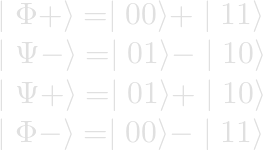 | Φ+⟩ =| 00⟩+ | 11⟩
| Ψ−⟩ =| 01⟩− | 10⟩
| Ψ+⟩ =| 01⟩+ | 10⟩
| Φ−⟩ =| 00⟩− | 11⟩